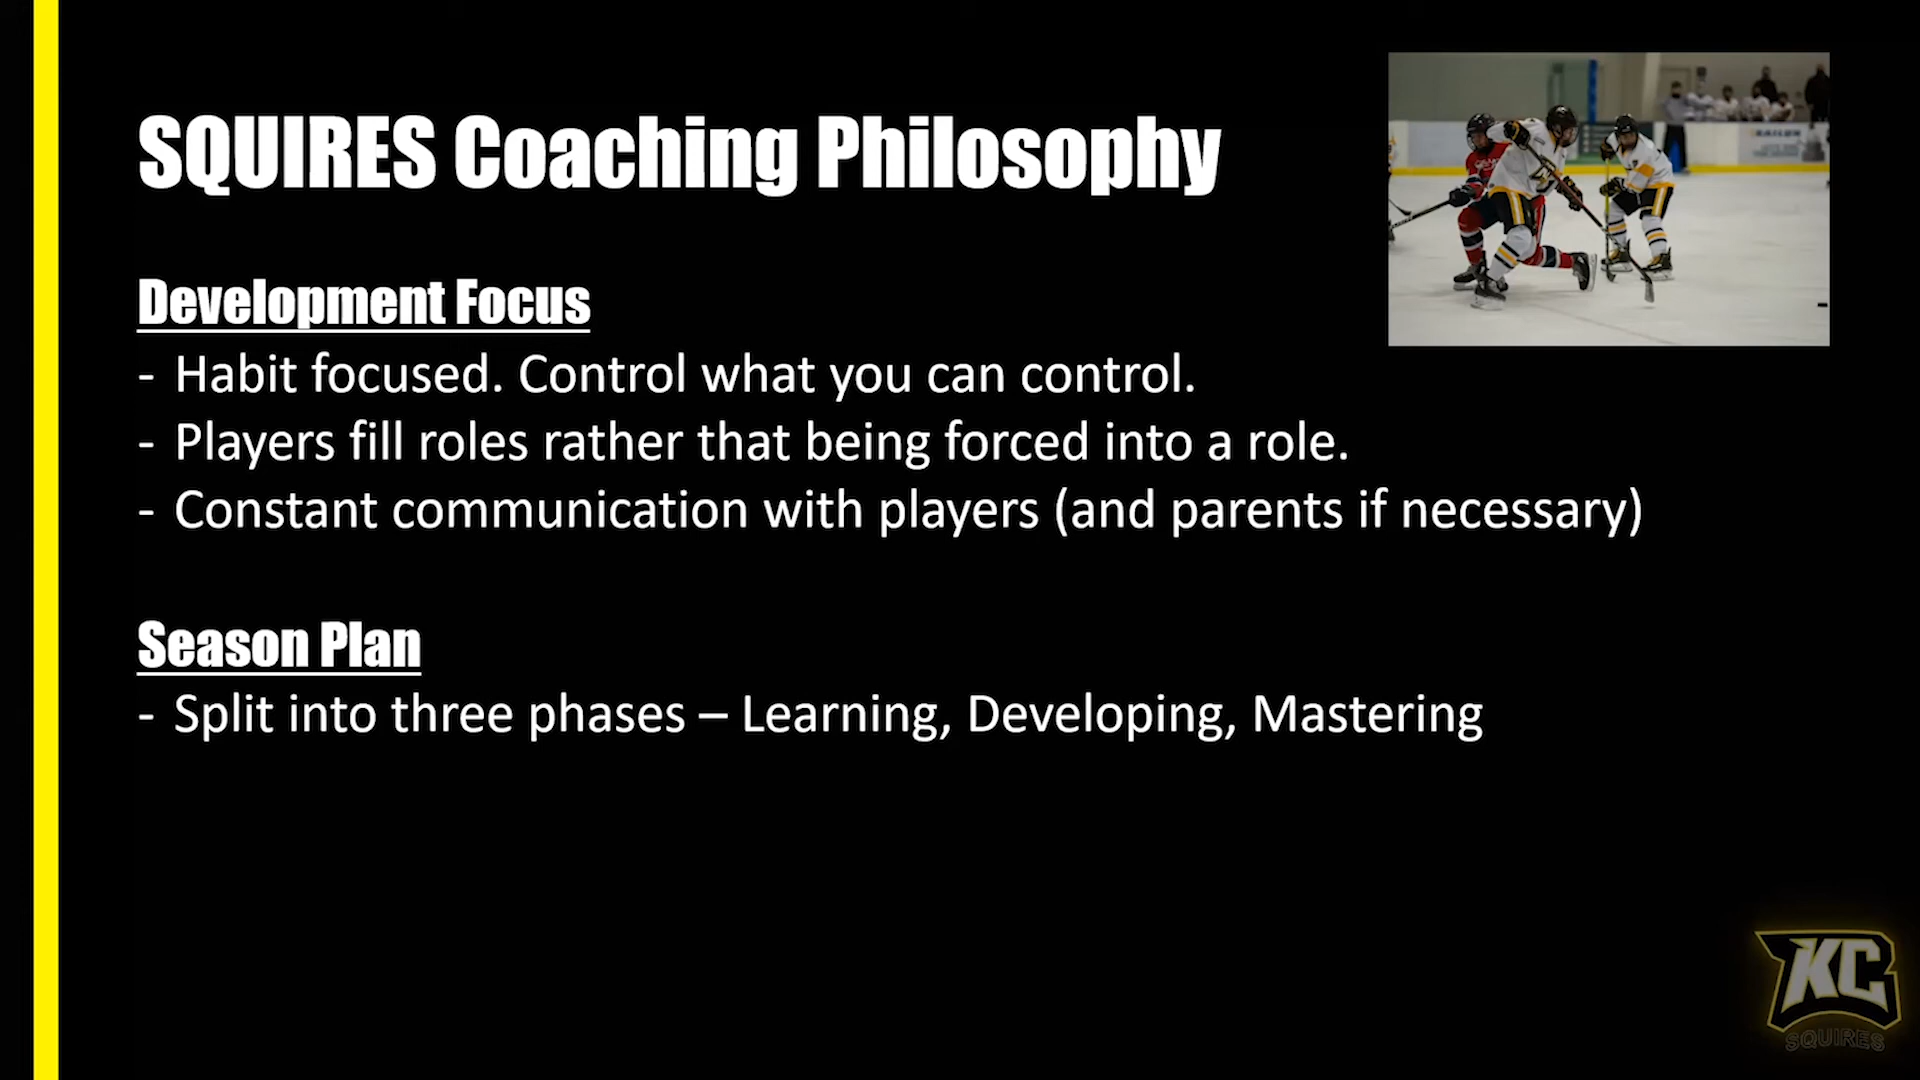 SQUIRES Coaching Philosophy
Development Focus
- Habit focused. Control what you can control.
- Players fill roles rather that being forced into a role.
- Constant communication with players (and parents if necessary)
Season Plan
- Split into three phases – Learning, Developing, Mastering
KC
SQUIRES